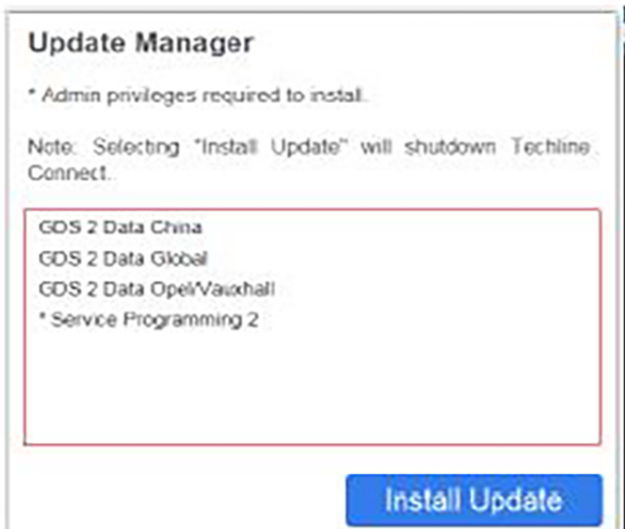 Update Manager
* Admin privileges required to install.
Note: Selecting "Install Update" will shutdown Techline
Connect.
GDS 2 Data China
GDS 2 Data Global
GDS 2 Data Opel/Vauxhall
* Service Programming 2
Install Update